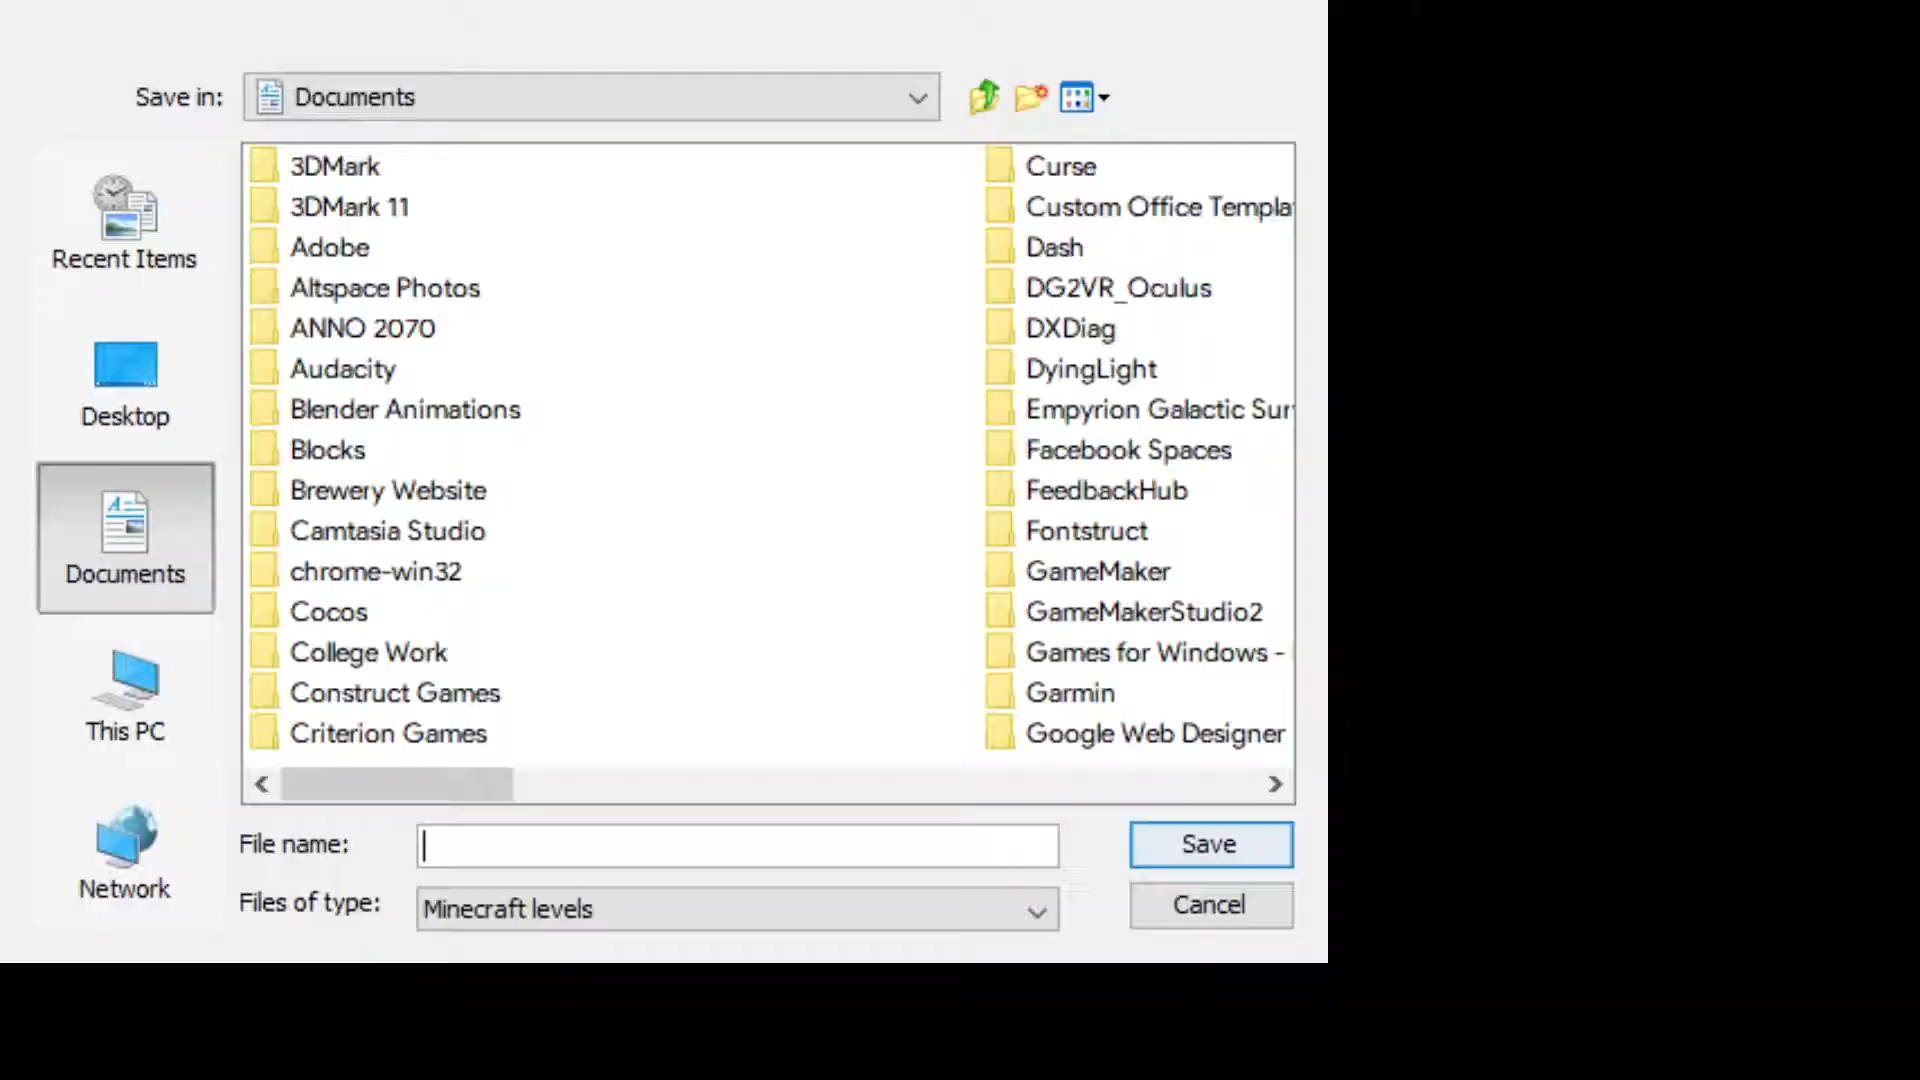 Save in: Documents
Recent Items
Desktop
Documents
This PC
Network
3DMark
3DMark 11
Adobe
Altspace Photos
ANNO 2070
Audacity
Blender Animations
Blocks
Brewery Website
Camtasia Studio
chrome-win32
Cocos
College Work
Construct Games
Criterion Games
Curse
Custom Office Templa
Dash
DG2VR_Oculus
DXDiag
DyingLight
Empyrion Galactic Sur
Facebook Spaces
FeedbackHub
Fontstruct
GameMaker
GameMakerStudio2
Games for Windows -
Garmin
Google Web Designer
File name:
Save
Files of type: Minecraft levels
Cancel